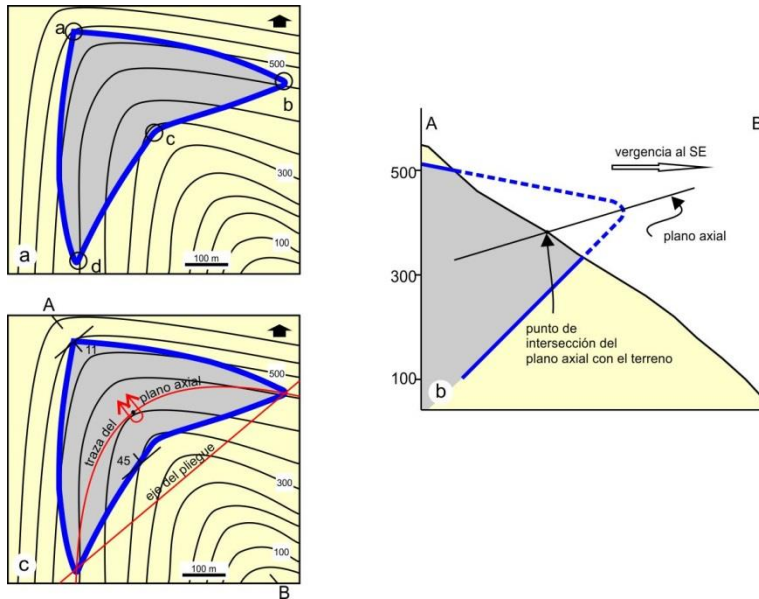 a
500
b
c
300
100
a
d
100 m
A
11
500
plano axial
traza del
45
eje del pliegue
300
100
c
100 m
B
A
B
vergencia al SE
500
plano axial
300
punto de
intersección del
plano axial con el terreno
100
b